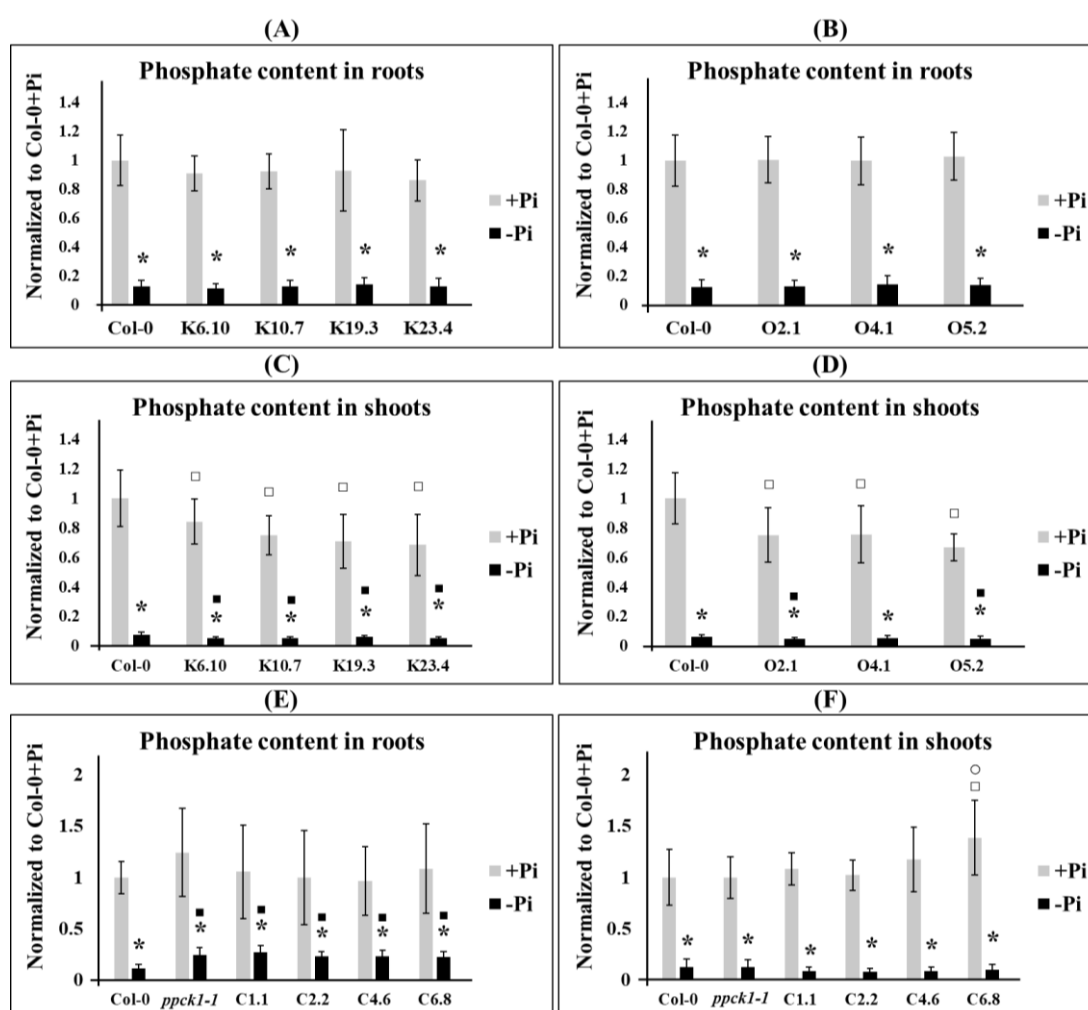 (A)
Phosphate content in roots
Normalized to Col-0+Pi
1.4
1.2
1
0.8
0.6
0.4
0.2
0
* * * * *
+Pi
-Pi
Col-0 K6.10 K10.7 K19.3 K23.4
(B)
Phosphate content in roots
Normalized to Col-0+Pi
1.4
1.2
1
0.8
0.6
0.4
0.2
0
* * * *
+Pi
-Pi
Col-0 O2.1 O4.1 O5.2
(C)
Phosphate content in shoots
Normalized to Col-0+Pi
1.4
1.2
1
0.8
0.6
0.4
0.2
0
□ □ □ □
■ ■ ■ ■
* * * * *
+Pi
-Pi
Col-0 K6.10 K10.7 K19.3 K23.4
(D)
Phosphate content in shoots
Normalized to Col-0+Pi
1.4
1.2
1
0.8
0.6
0.4
0.2
0
□ □ □
■ ■
* * * *
+Pi
-Pi
Col-0 O2.1 O4.1 O5.2
(E)
Phosphate content in roots
Normalized to Col-0+Pi
2
1.5
1
0.5
0
■ ■ ■ ■ ■
* * * * * *
+Pi
-Pi
Col-0 ppck1-1 C1.1 C2.2 C4.6 C6.8
(F)
Phosphate content in shoots
Normalized to Col-0+Pi
2
1.5
1
0.5
0
○
□
* * * * * *
+Pi
-Pi
Col-0 ppck1-1 C1.1 C2.2 C4.6 C6.8